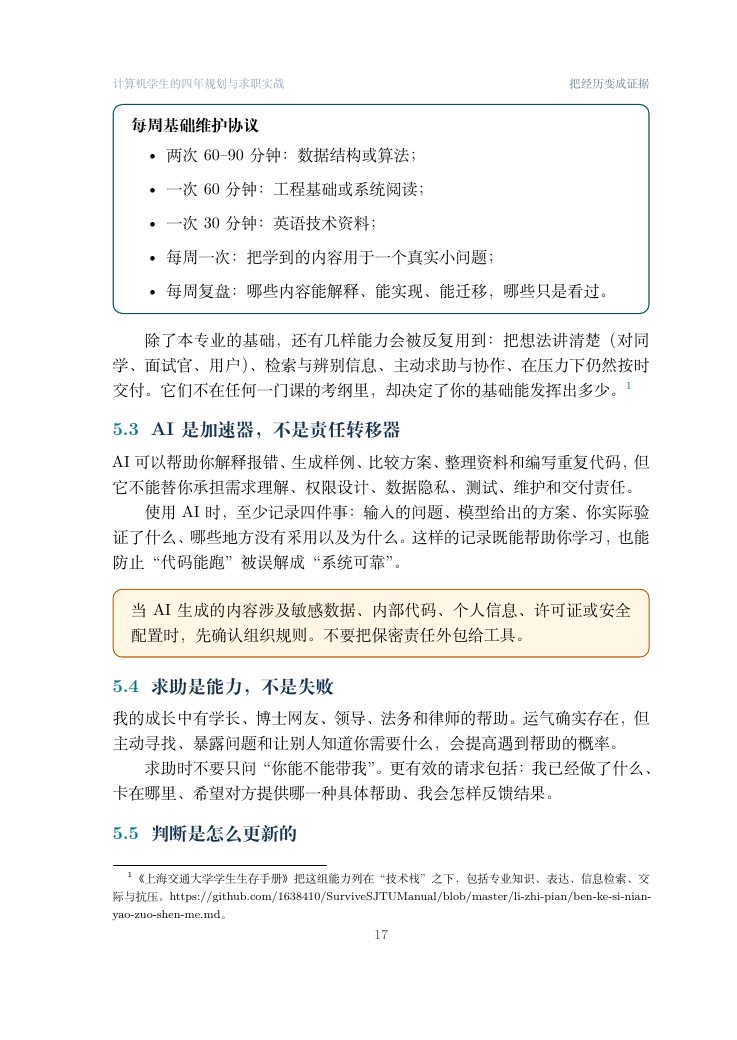 计算机学生的四年规划与求职实战
把经历变成证据
每周基础维护协议
• 两次 60–90 分钟：数据结构或算法；
• 一次 60 分钟：工程基础或系统阅读；
• 一次 30 分钟：英语技术资料；
• 每周一次：把学到的内容用于一个真实小问题；
• 每周复盘：哪些内容能解释、能实现、能迁移，哪些只是看过。
除了本专业的基础，还有几样能力会被反复用到：把想法讲清楚（对同
学、面试官、用户）、检索与辨别信息、主动求助与协作、在压力下仍然按时
交付。它们不在任何一门课的考纲里，却决定了你的基础能发挥出多少。1
5.3 AI 是加速器，不是责任转移器
AI 可以帮助你解释报错、生成样例、比较方案、整理资料和编写重复代码，但
它不能替你承担需求理解、权限设计、数据隐私、测试、维护和交付责任。
使用 AI 时，至少记录四件事：输入的问题、模型给出的方案、你实际验
证了什么、哪些地方没有采用以及为什么。这样的记录既能帮助你学习，也能
防止“代码能跑”被误解成“系统可靠”。
当 AI 生成的内容涉及敏感数据、内部代码、个人信息、许可证或安全
配置时，先确认组织规则。不要把保密责任外包给工具。
5.4 求助是能力，不是失败
我的成长中有学长、博士网友、领导、法务和律师的帮助。运气确实存在，但
主动寻找、暴露问题和让别人知道你需要什么，会提高遇到帮助的概率。
求助时不要只问“你能不能带我”。更有效的请求包括：我已经做了什么、
卡在哪里、希望对方提供哪一种具体帮助、我会怎样反馈结果。
5.5 判断是怎么更新的
1《上海交通大学学生生存手册》把这组能力列在“技术栈”之下，包括专业知识、表达、信息检索、交
际与抗压。https://github.com/1638410/SurviveSJTUManual/blob/master/li-zhi-pian/ben-ke-si-nian-
yao-zuo-shen-me.md。
17